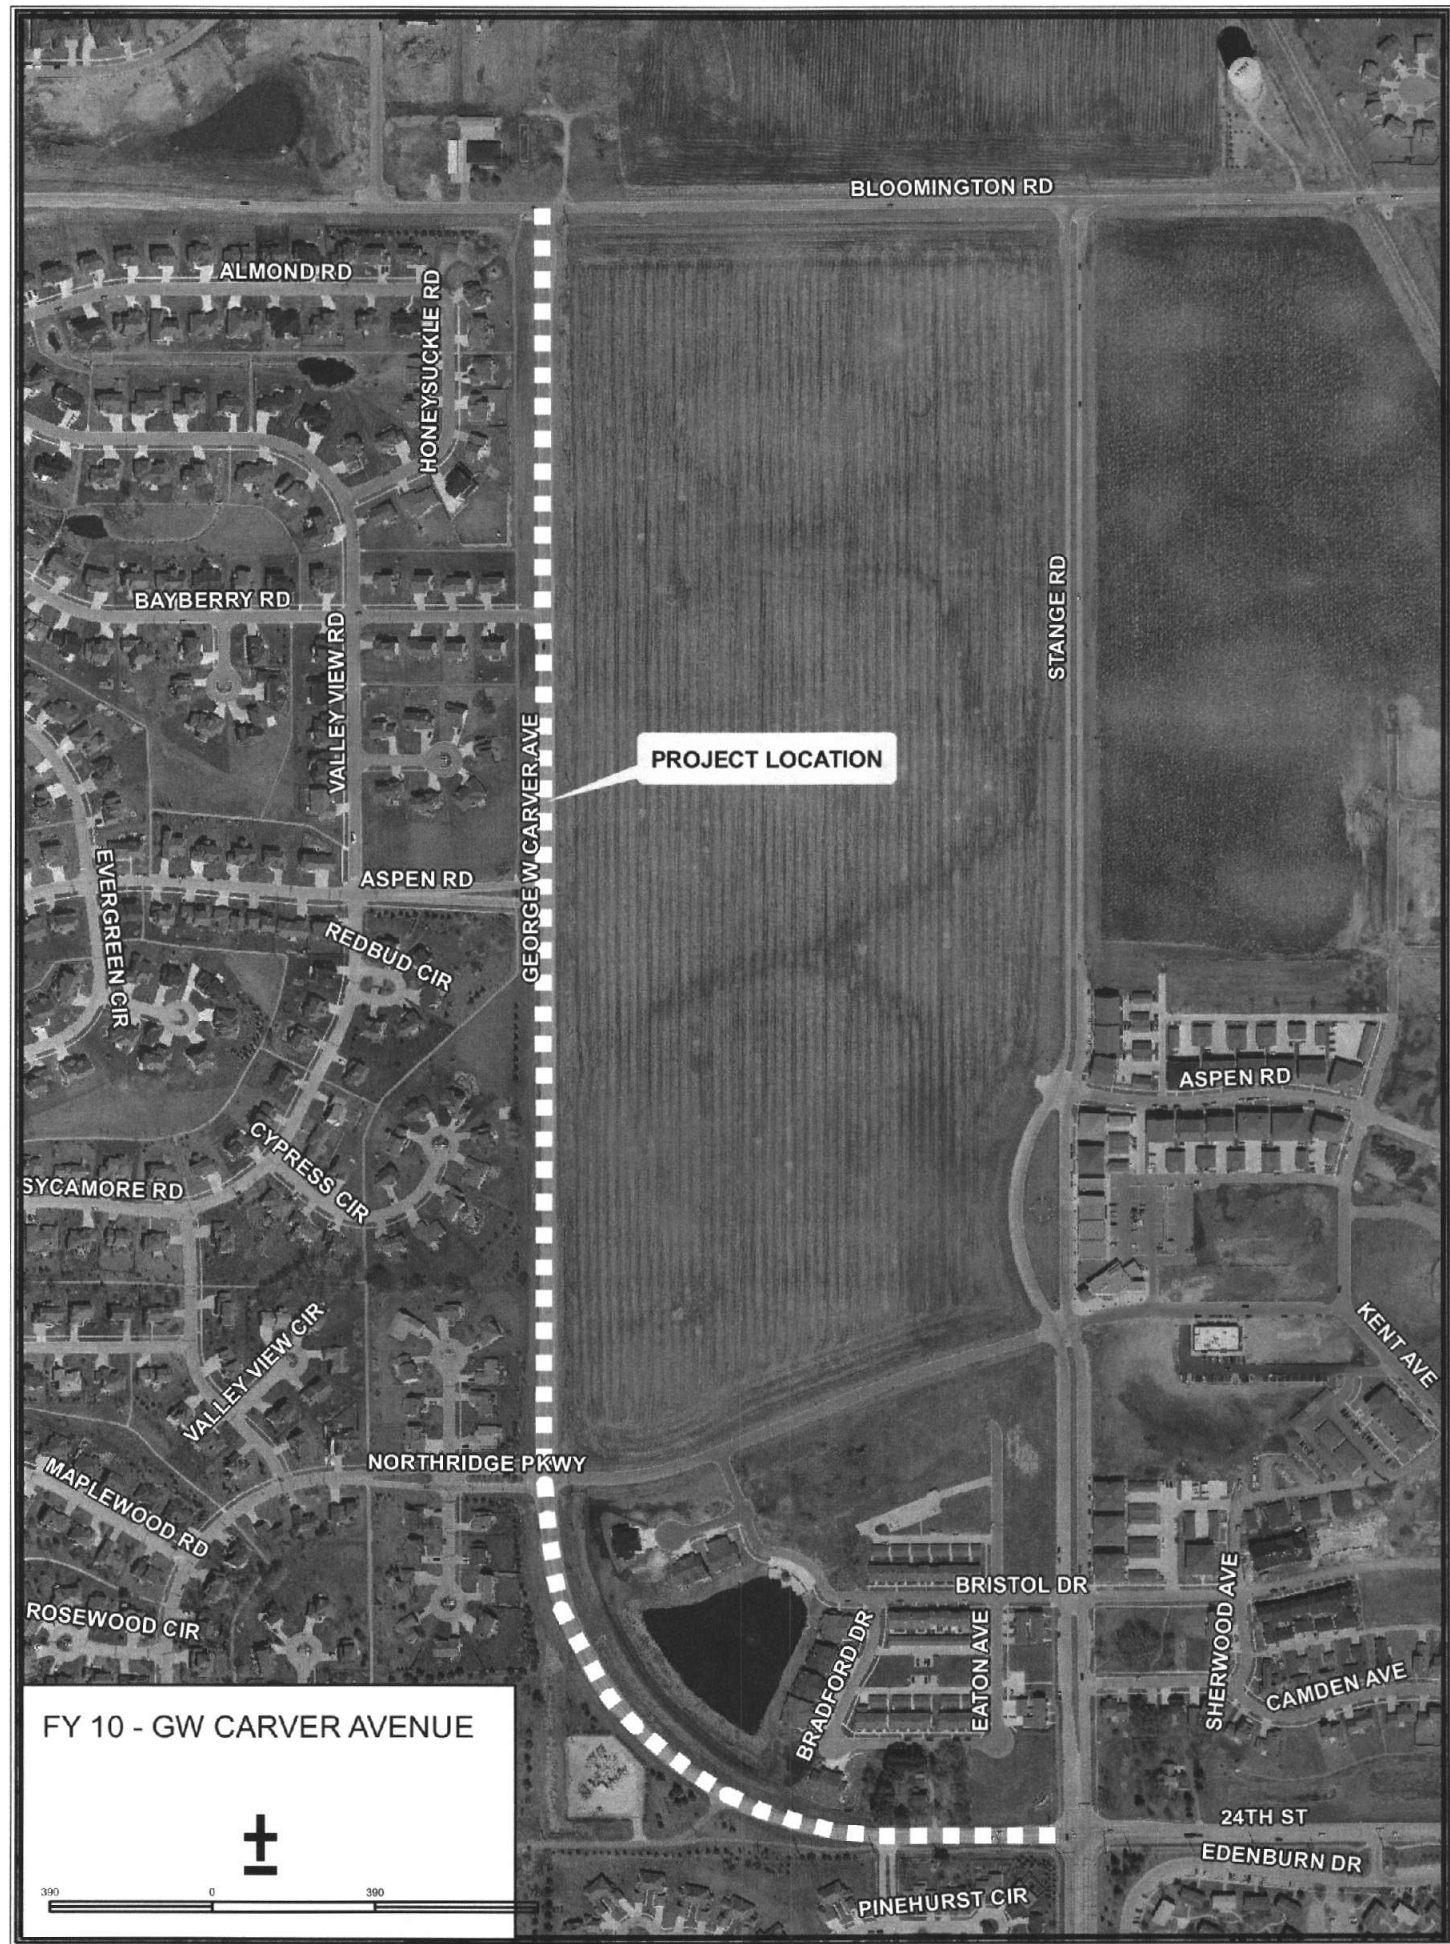 BLOOMINGTON RD
ALMOND RD
HONEYSUCKLE RD
BAYBERRY RD
VALLEY VIEW RD
STANGE RD
GEORGE W CARVER AVE
PROJECT LOCATION
ASPEN RD
EVERGREEN CIR
REDBUD CIR
ASPEN RD
CYPRESS CIR
SYCAMORE RD
VALLEY VIEW CIR
KENT AVE
NORTHRIDGE PKWY
MAPLEWOOD RD
BRISTOL DR
ROSEWOOD CIR
BRADFORD DR
EATON AVE
SHERWOOD AVE
CAMDEN AVE
FY 10 - GW CARVER AVENUE
24TH ST
EDENBURN DR
PINEHURST CIR
390 0 390